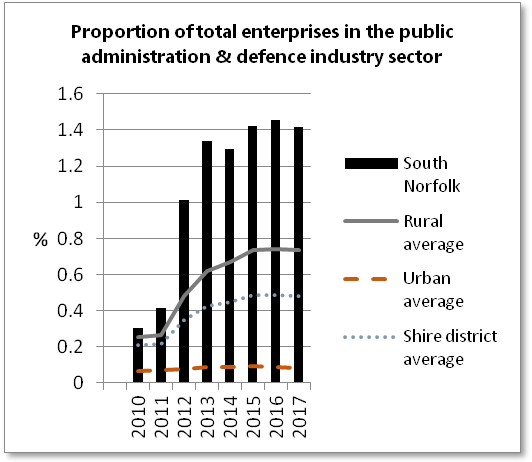 Proportion of total enterprises in the public
administration & defence industry sector
1.6
1.4
1.2
1
0.8
0.6
0.4
0.2
0
%
2010
2011
2012
2013
2014
2015
2016
2017
South
Norfolk
Rural
average
Urban
average
Shire district
average